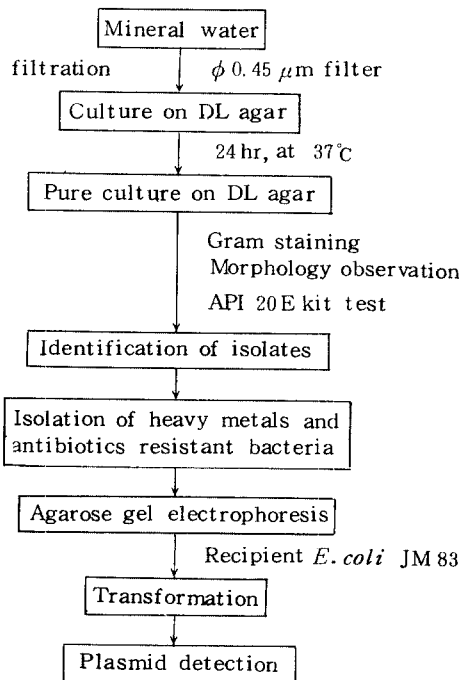 Mineral water
filtration φ 0.45 μm filter
Culture on DL agar
24 hr, at 37℃
Pure culture on DL agar
Gram staining
Morphology observation
API 20E kit test
Identification of isolates
Isolation of heavy metals and
antibiotics resistant bacteria
Agarose gel electrophoresis
Recipient E. coli JM 83
Transformation
Plasmid detection